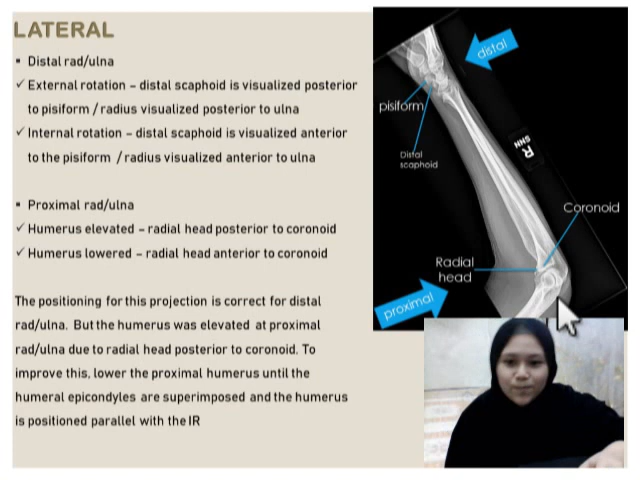 LATERAL
▪ Distal rad/ulna
✓ External rotation – distal scaphoid is visualized posterior
to pisiform / radius visualized posterior to ulna
✓ Internal rotation – distal scaphoid is visualized anterior
to the pisiform / radius visualized anterior to ulna
▪ Proximal rad/ulna
✓ Humerus elevated – radial head posterior to coronoid
✓ Humerus lowered – radial head anterior to coronoid
The positioning for this projection is correct for distal
rad/ulna. But the humerus was elevated at proximal
rad/ulna due to radial head posterior to coronoid. To
improve this, lower the proximal humerus until the
humeral epicondyles are superimposed and the humerus
is positioned parallel with the IR
distal
pisiform
Distal
scaphoid
SNN
R
Coronoid
Radial
head
proximal